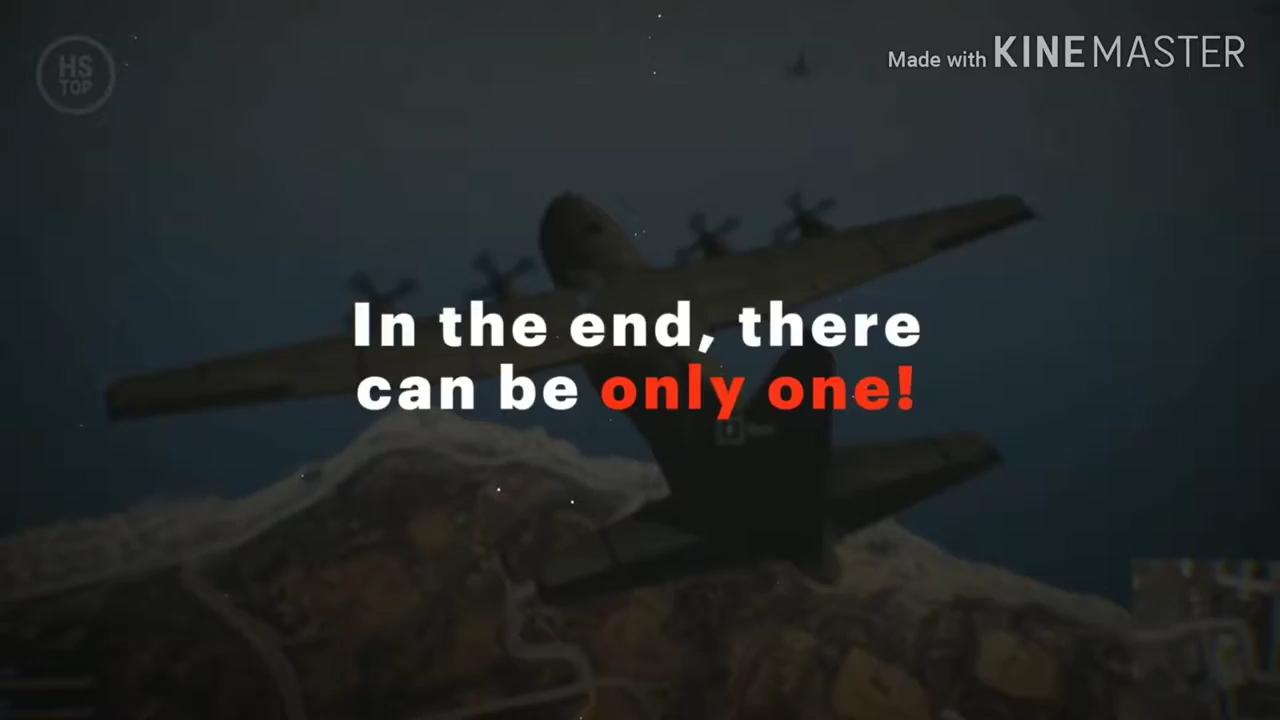 HS
TOP
Made with KINEMASTER
In the end, there
can be only one!